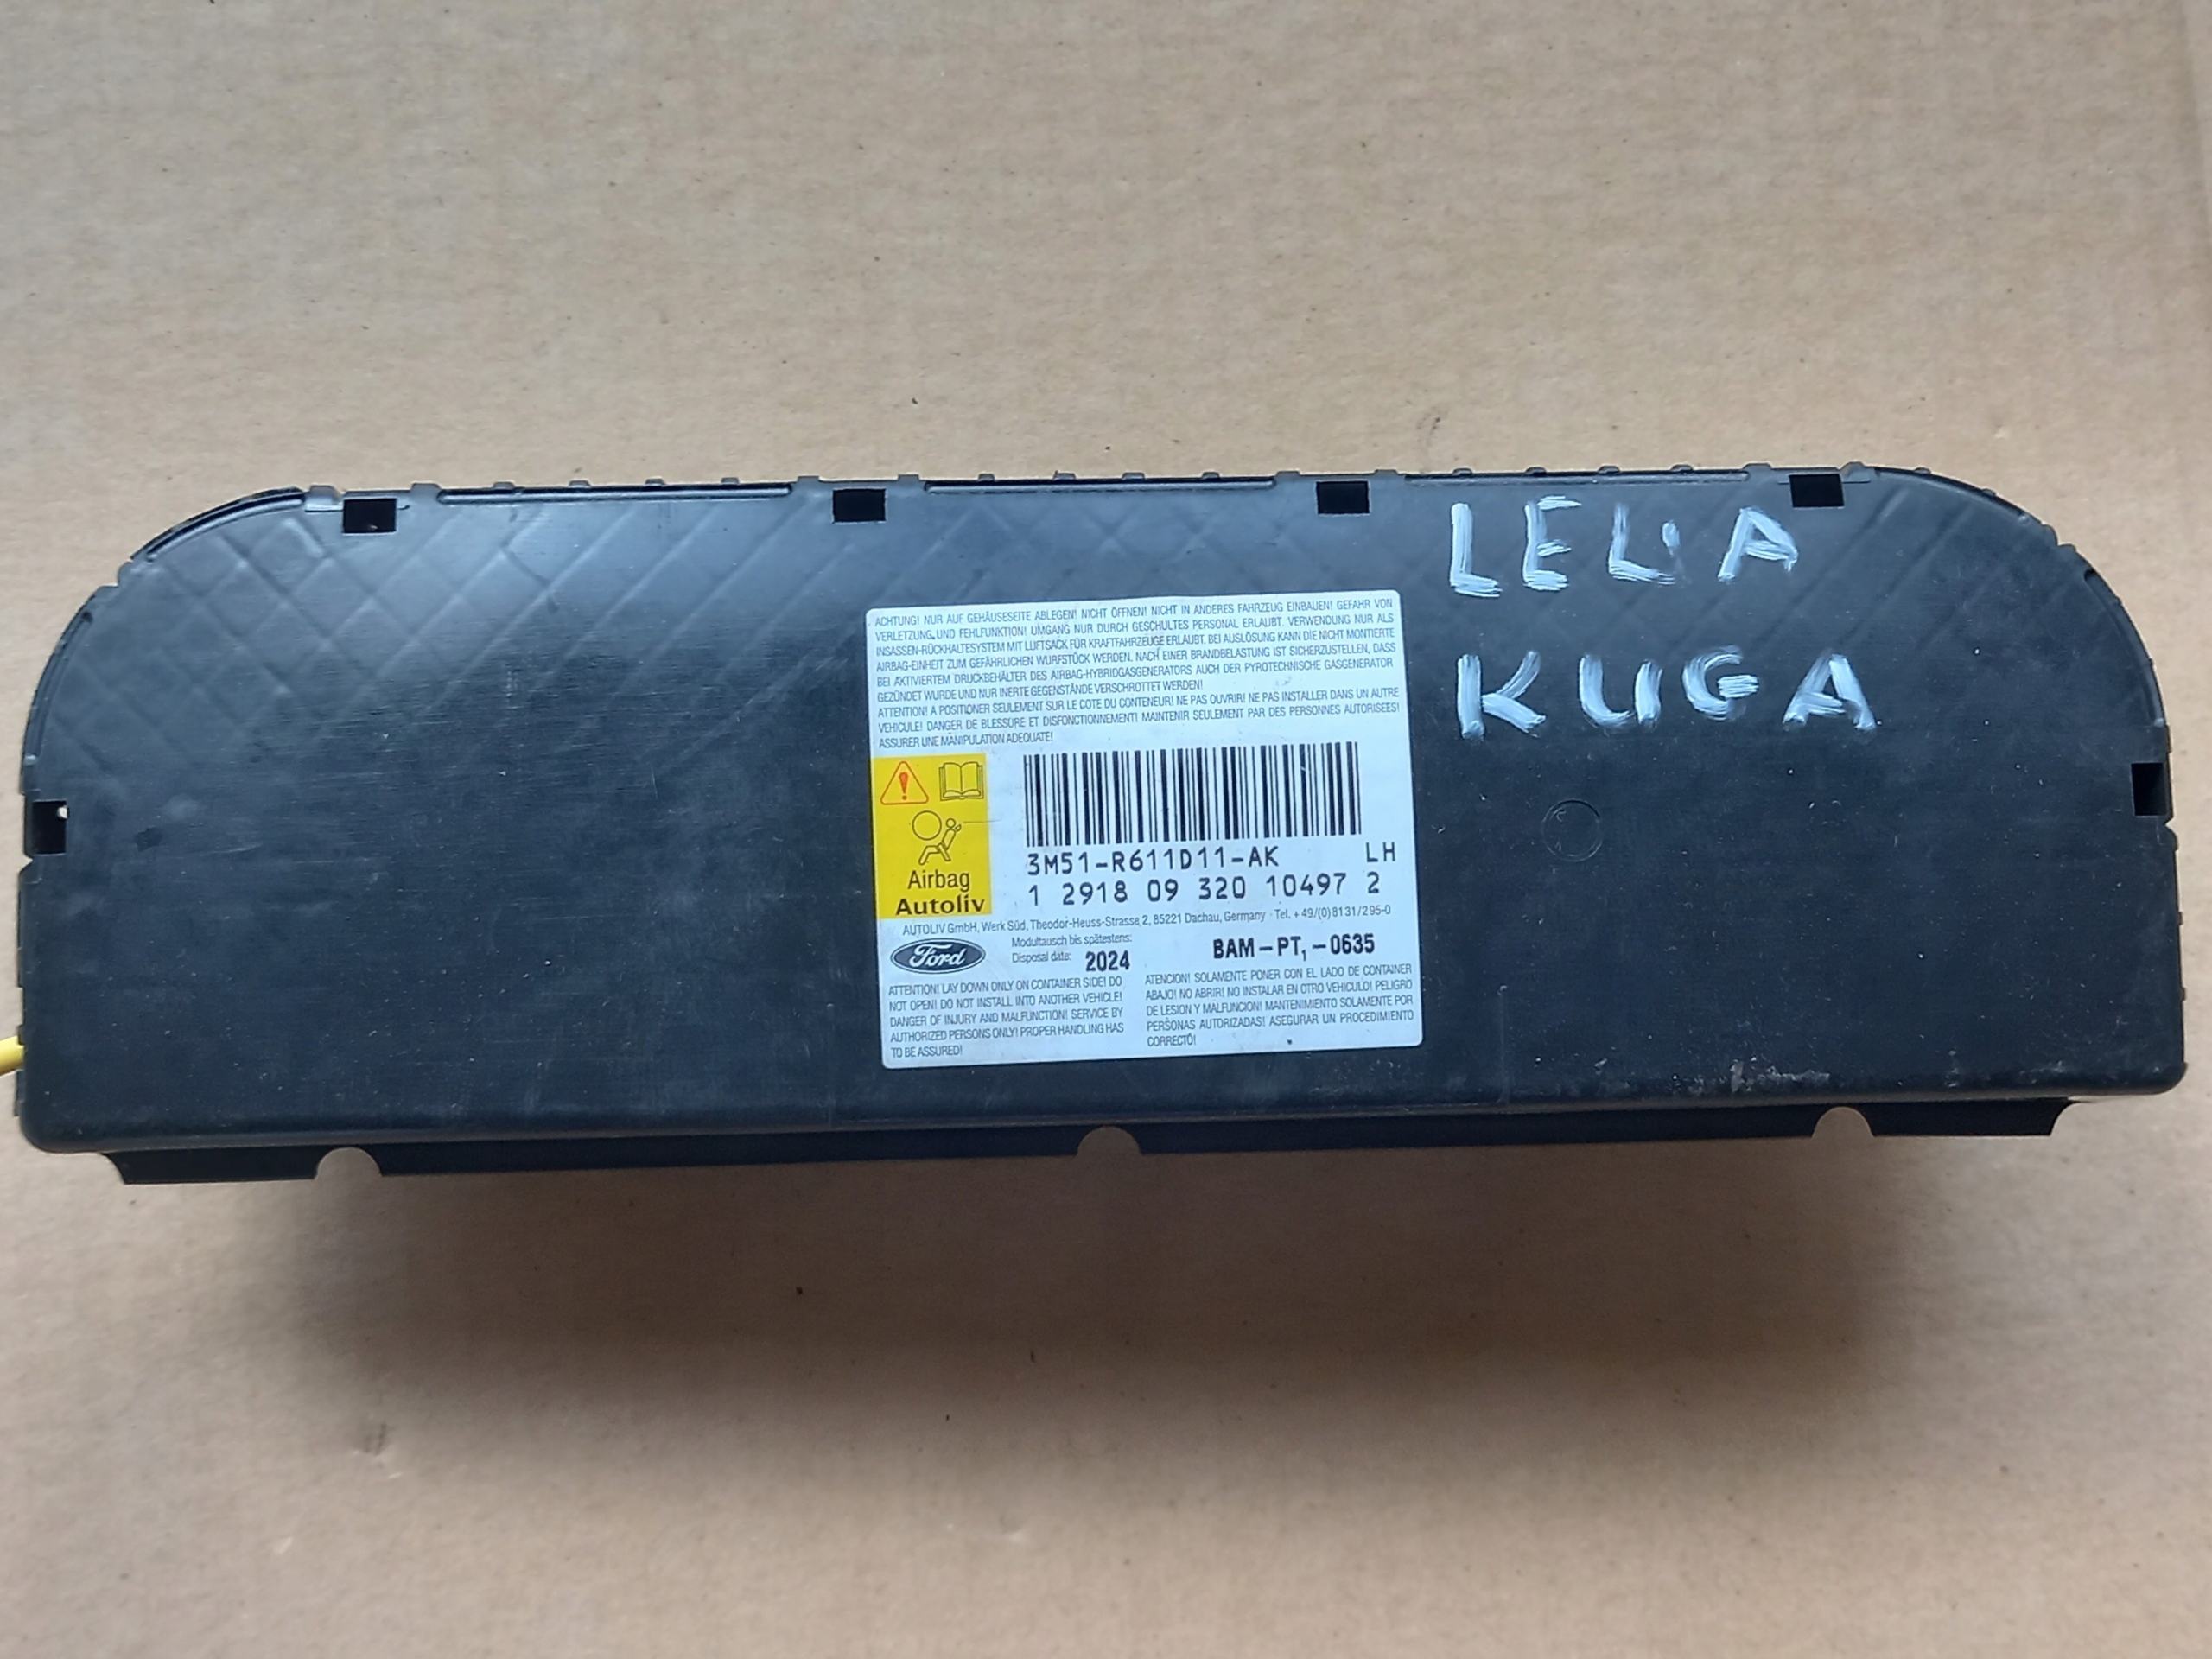 LEUA
KUGA
ACHTUNG! NUR AUF GEHÄUSESEITE ABLEGEN! NICHT ÖFFNEN! NICHT IN ANDERES FAHRZEUG EINBAUEN! GEFAHR VON
VERLETZUNG UND FEHLFUNKTION! UMGANG NUR DURCH GESCHULTES PERSONAL ERLAUBT. VERWENDUNG NUR ALS
INSASSEN-RÜCKHALTESYSTEM MIT LUFTSACK FÜR KRAFTFAHRZEUGE ERLAUBT. BEI AUSLÖSUNG KANN DIE NICHT MONTIERTE
AIRBAG-EINHEIT ZUM GEFÄHRLICHEN WURFSTÜCK WERDEN. NACH EINER BRANDBELASTUNG IST SICHERZUSTELLEN, DASS
BEI AKTIVIERTEM DRUCKBEHÄLTER DES AIRBAG-HYBRIDGASGENERATORS AUCH DER PYROTECHNISCHE GASGENERATOR
GEZÜNDET WURDE UND NUR INERTE GEGENSTÄNDE VERSCHROTTET WERDEN!
ATTENTION! A POSITIONER SEULEMENT SUR LE COTE DU CONTENEUR! NE PAS OUVRIR! NE PAS INSTALLER DANS UN AUTRE
VEHICULE! DANGER DE BLESSURE ET DISFONCTIONNEMENT! MAINTENIR SEULEMENT PAR DES PERSONNES AUTORISEES!
ASSURER UNE MANIPULATION ADEQUATE!
Airbag
Autoliv
3M51-R611D11-AK LH
1 2918 09 320 10497 2
AUTOLIV GmbH, Werk Süd, Theodor-Heuss-Strasse 2, 85221 Dachau, Germany · Tel. + 49/(0)8131/295-0
Ford
Modultausch bis spätestens:
Disposal date: 2024
BAM-PT₁-0635
ATTENTION! LAY DOWN ONLY ON CONTAINER SIDE! DO
NOT OPEN! DO NOT INSTALL INTO ANOTHER VEHICLE!
DANGER OF INJURY AND MALFUNCTION! SERVICE BY
AUTHORIZED PERSONS ONLY! PROPER HANDLING HAS
TO BE ASSURED!
ATENCION! SOLAMENTE PONER CON EL LADO DE CONTAINER
ABAJO! NO ABRIR! NO INSTALAR EN OTRO VEHICULO! PELIGRO
DE LESION Y MALFUNCION! MANTENIMIENTO SOLAMENTE POR
PERSONAS AUTORIZADAS! ASEGURAR UN PROCEDIMIENTO
CORRECTO!